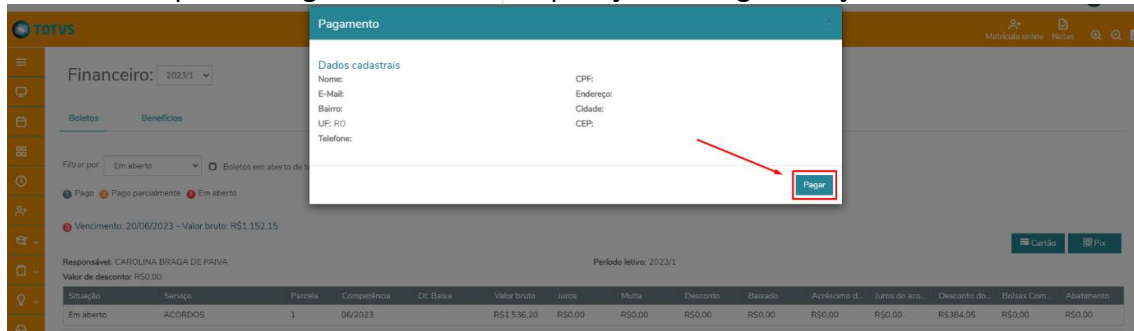 TOTVS
Matrícula online Notas
Financeiro: 2023/1
Boletos Benefícios
Filtrar por: Em aberto Boletos em aberto de
Pago Pago parcialmente Em aberto
Vencimento: 20/06/2023 - Valor bruto: R$1.152,15
Cartão Pix
Responsável: CAROLINA BRAGA DE PAIVA Período letivo: 2023/1
Valor de desconto: R$0,00
Situação Serviço Parcela Competência Dt. Baixa Valor bruto Juros Multa Desconto Baixado Acréscimo d... Juros do aco... Desconto do... Bolsas Com... Abatimento
Em aberto ACORDOS 1 06/2023 R$1.536,20 R$0,00 R$0,00 R$0,00 R$0,00 R$0,00 R$0,00 R$384,05 R$0,00 R$0,00
Pagamento
Dados cadastrais
Nome: CPF:
E-Mail: Endereço:
Bairro: Cidade:
UF: RO CEP:
Telefone:
Pagar